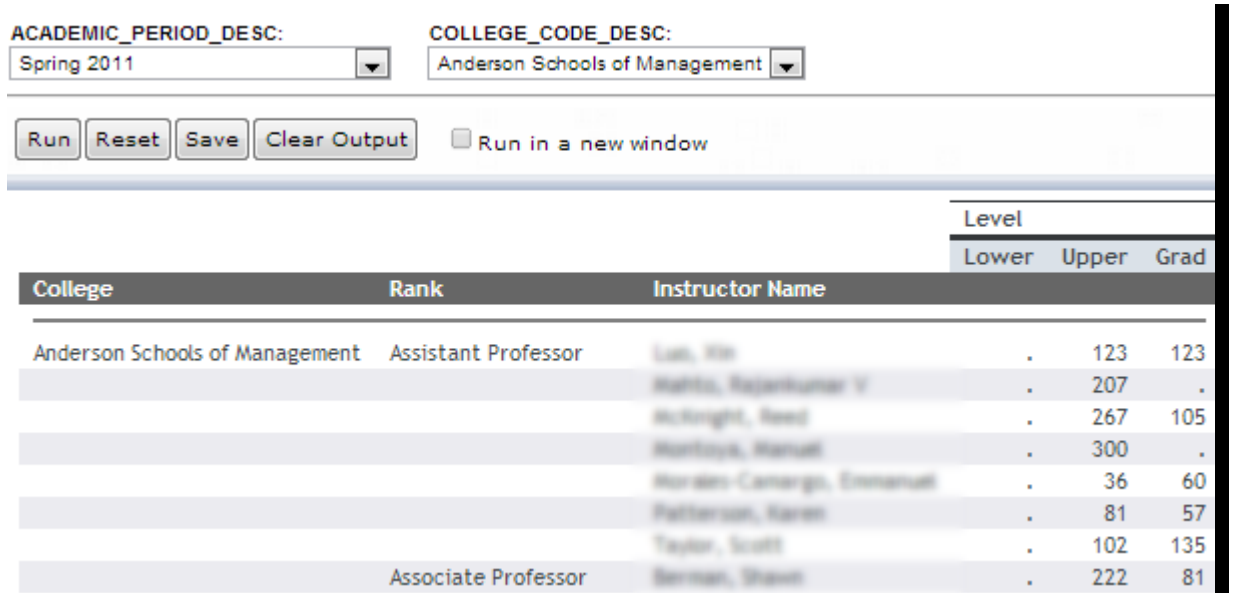 ACADEMIC_PERIOD_DESC: COLLEGE_CODE_DESC:
Spring 2011 Anderson Schools of Management
Run Reset Save Clear Output Run in a new window
Level
Lower Upper Grad
College Rank Instructor Name
Anderson Schools of Management Assistant Professor . 123 123
. 207 .
. 267 105
. 300 .
. 36 60
. 81 57
. 102 135
Associate Professor . 222 81